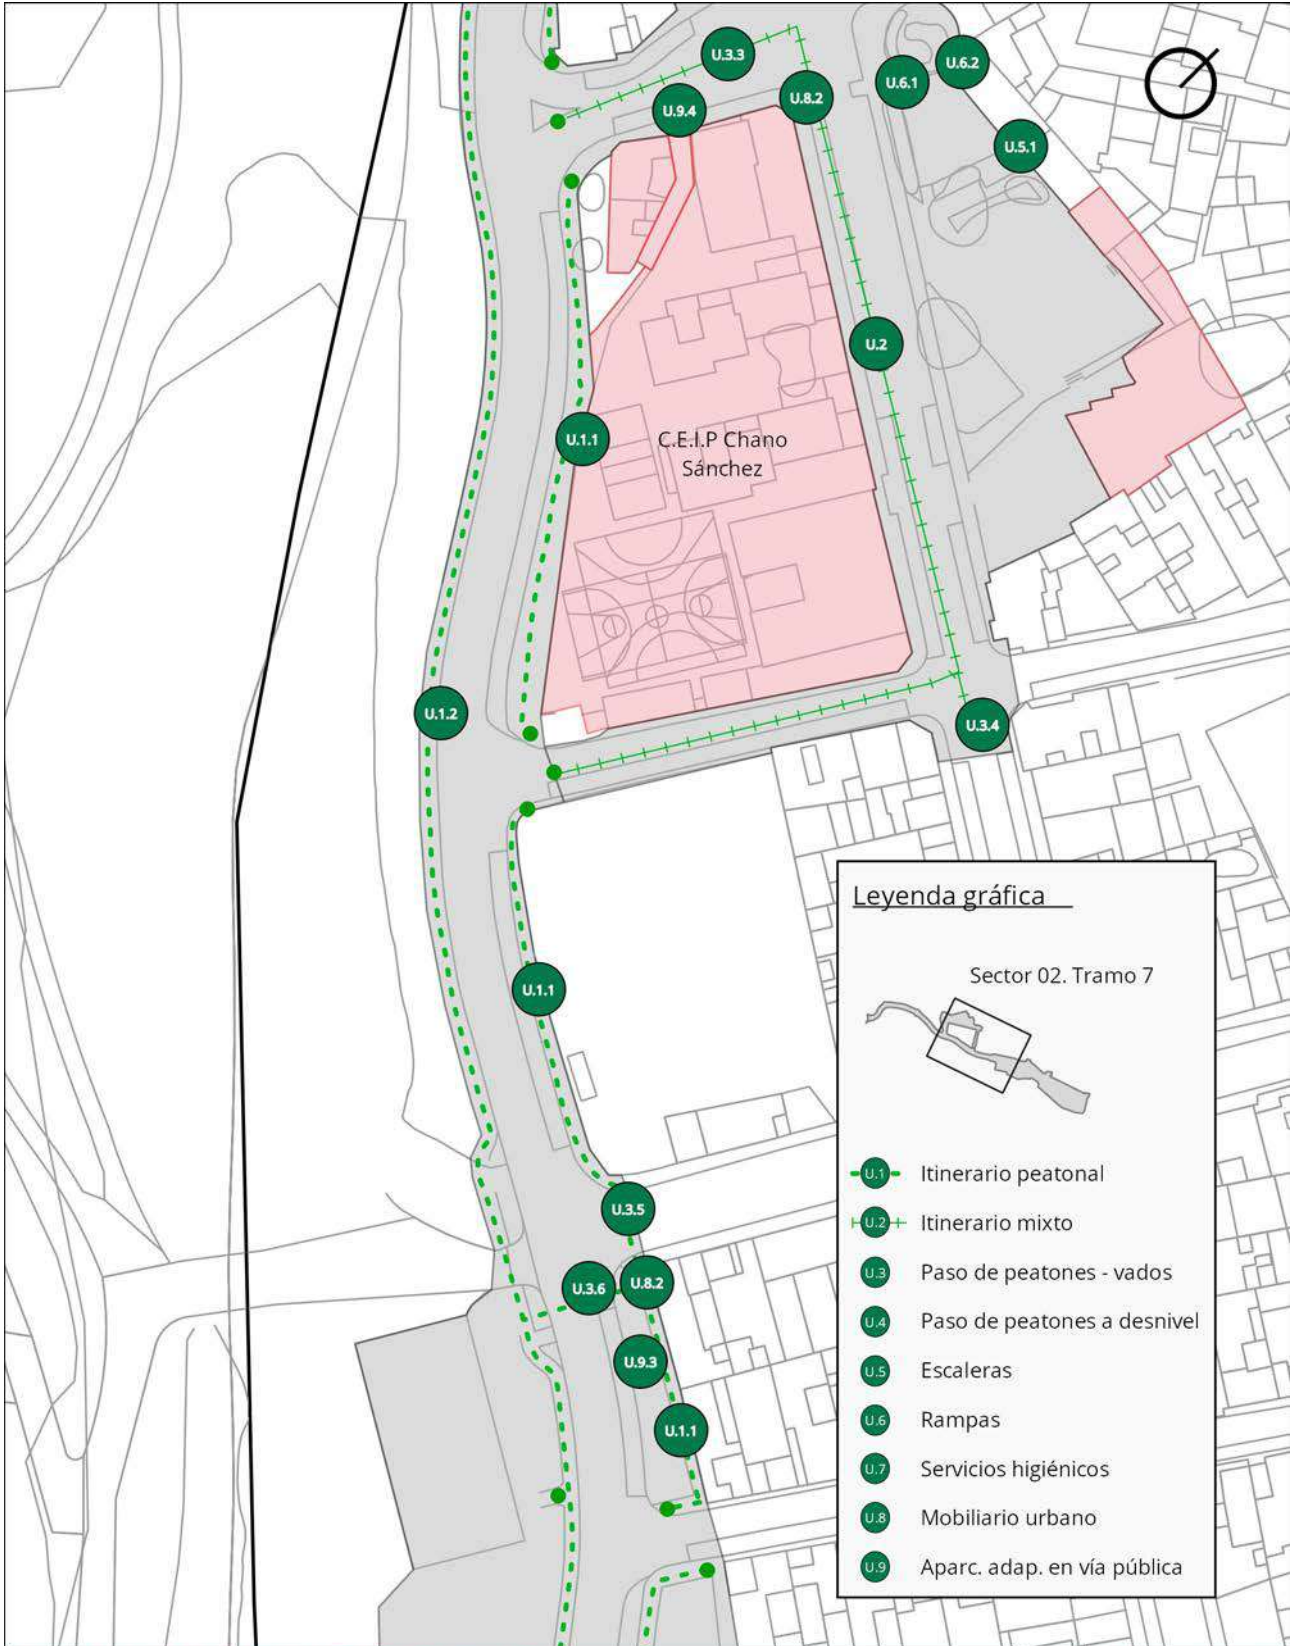 U.3.3
U.6.2
U.6.1
U.8.2
U.9.4
U.5.1
U.2
U.1.1
C.E.I.P Chano
Sánchez
U.1.2
U.3.4
U.1.1
U.3.5
U.3.6
U.8.2
U.9.3
U.1.1
Leyenda gráfica
Sector 02. Tramo 7
U.1 Itinerario peatonal
U.2 Itinerario mixto
U.3 Paso de peatones - vados
U.4 Paso de peatones a desnivel
U.5 Escaleras
U.6 Rampas
U.7 Servicios higiénicos
U.8 Mobiliario urbano
U.9 Aparc. adap. en vía pública